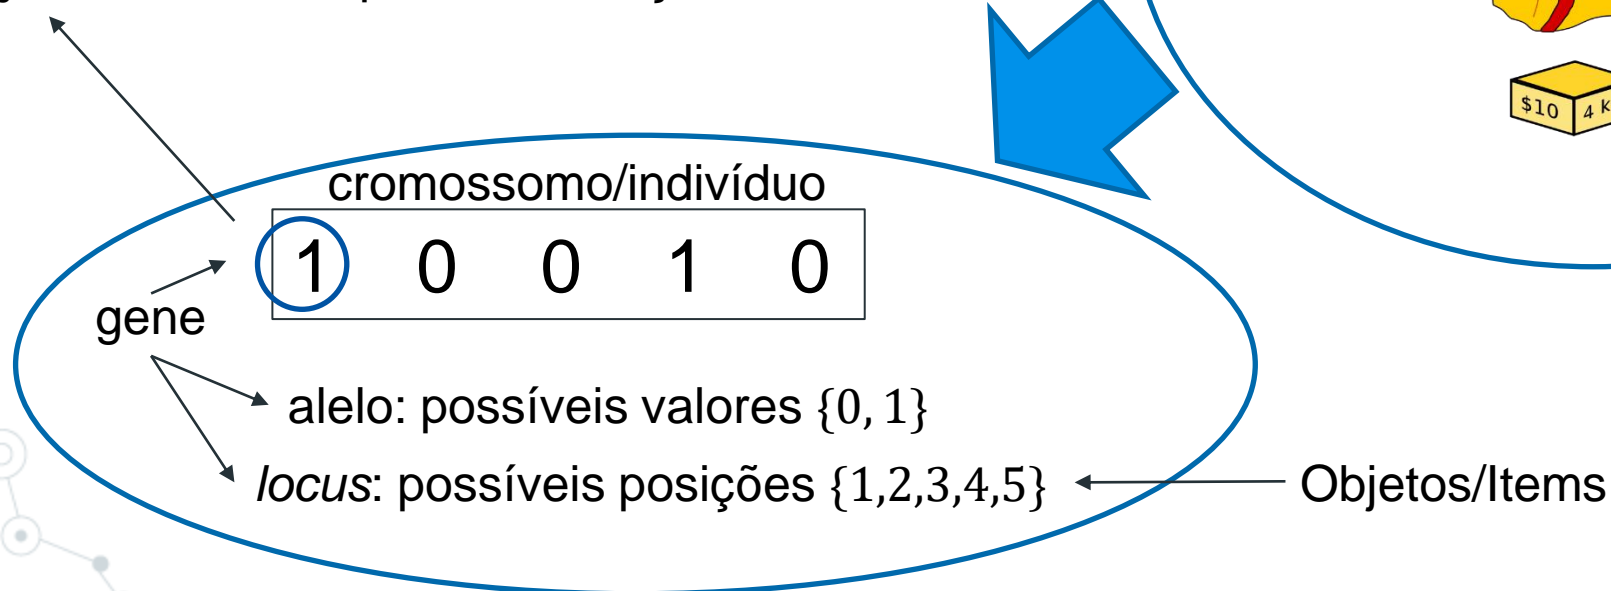 $10 4 k
cromossomo/indivíduo
1 0 0 1 0
gene
alelo: possíveis valores {0, 1}
locus: possíveis posições {1,2,3,4,5}
Objetos/Items